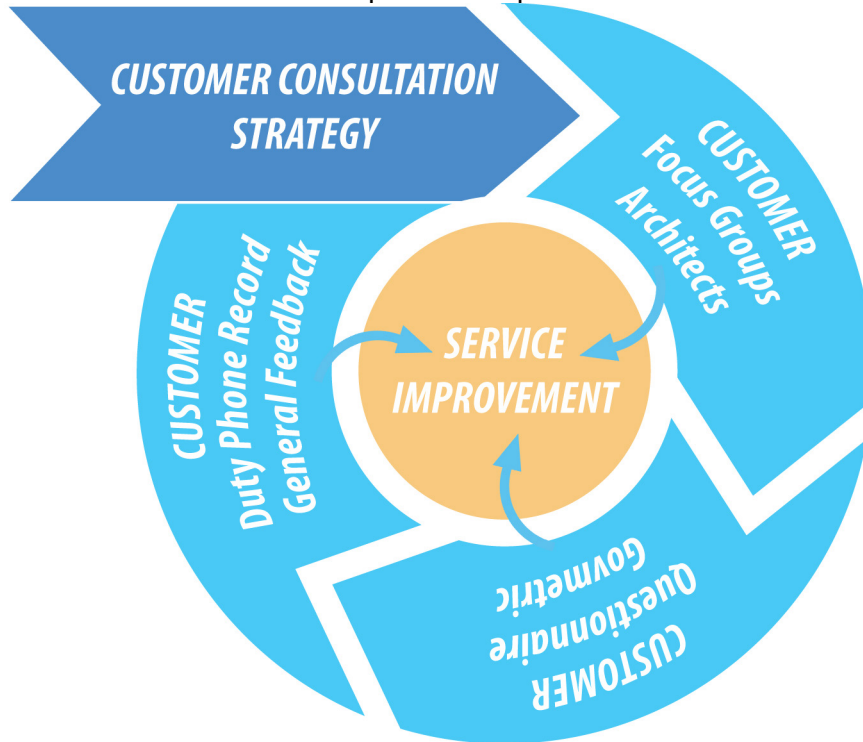 CUSTOMER CONSULTATION
STRATEGY
CUSTOMER
Focus Groups
Architects
SERVICE
IMPROVEMENT
CUSTOMER
Questionnaire
Govmetric
CUSTOMER
Duty Phone Record
General Feedback